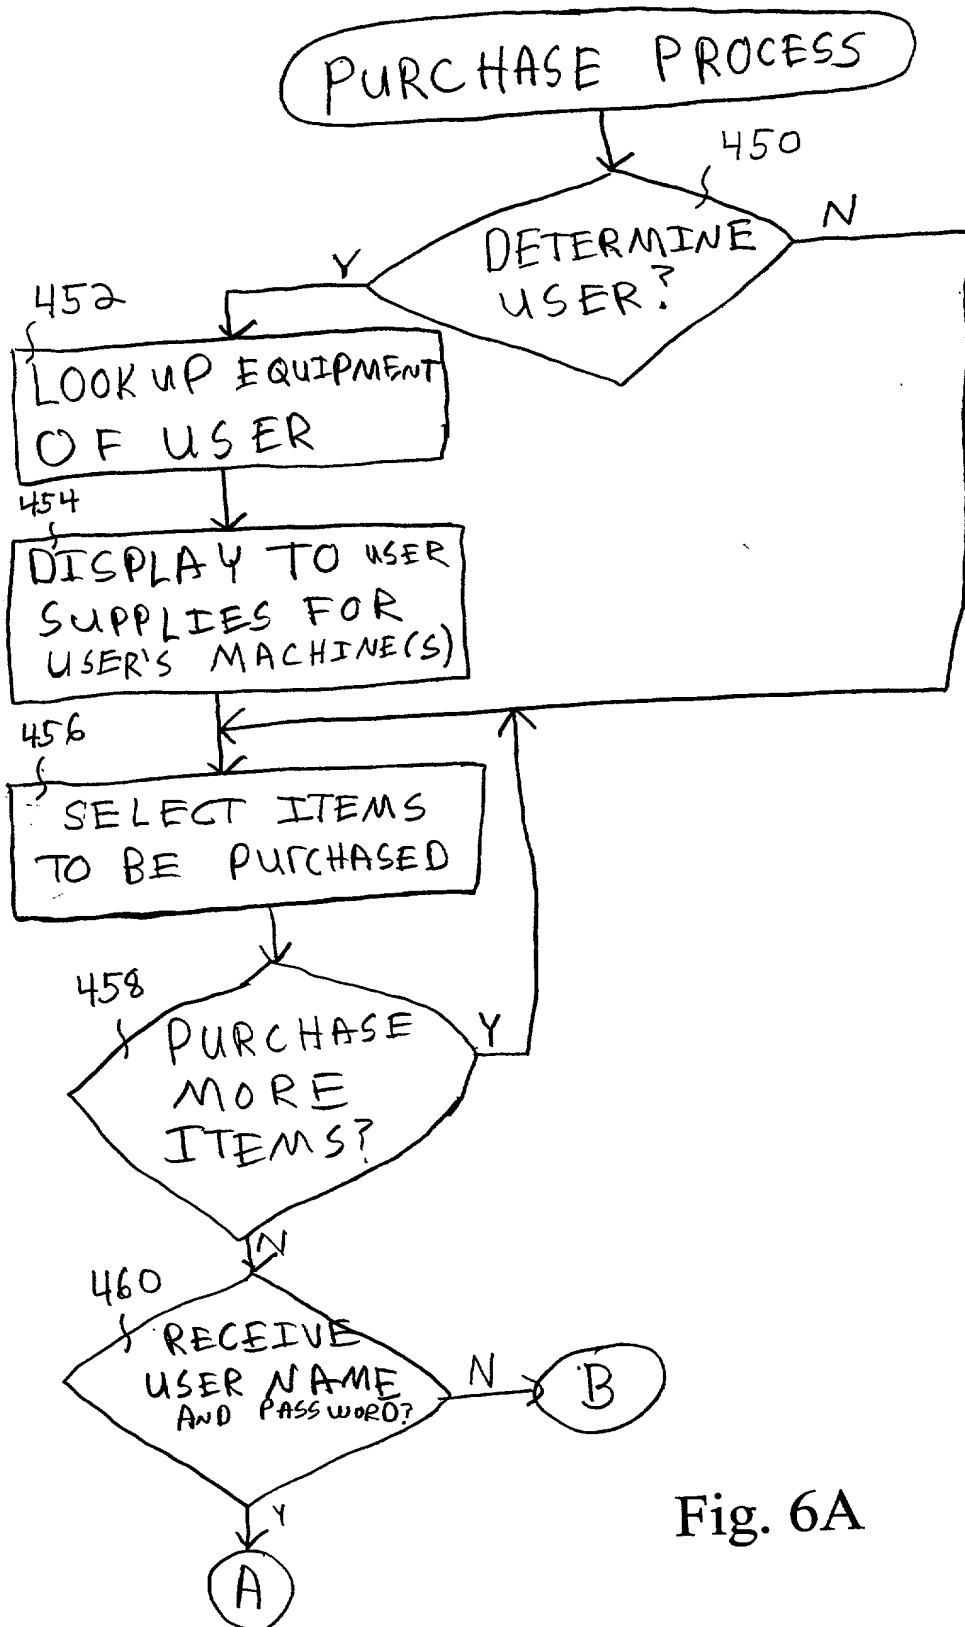 PURCHASE PROCESS
450
DETERMINE
USER?
Y
N
452
LOOK UP EQUIPMENT
OF USER
454
DISPLAY TO USER
SUPPLIES FOR
USER'S MACHINE(S)
456
SELECT ITEMS
TO BE PURCHASED
458
PURCHASE
MORE
ITEMS?
Y
N
460
RECEIVE
USER NAME
AND PASSWORD?
N
B
Y
A
Fig. 6A